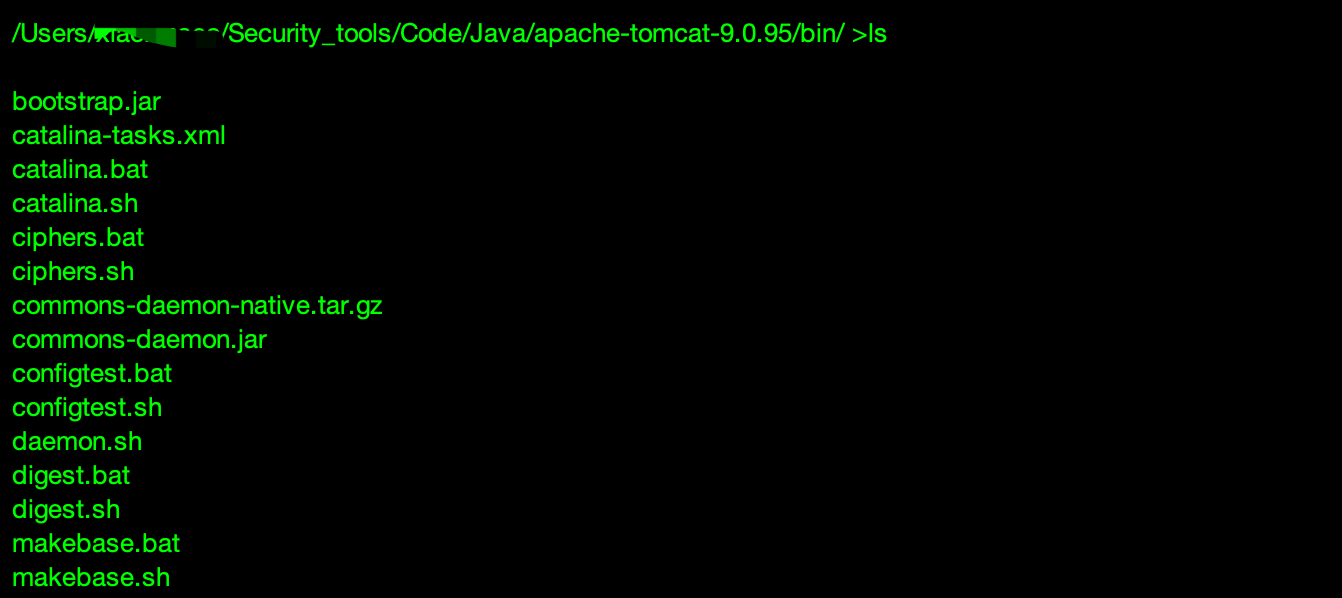 /Users/ /Security_tools/Code/Java/apache-tomcat-9.0.95/bin/ >ls
bootstrap.jar
catalina-tasks.xml
catalina.bat
catalina.sh
ciphers.bat
ciphers.sh
commons-daemon-native.tar.gz
commons-daemon.jar
configtest.bat
configtest.sh
daemon.sh
digest.bat
digest.sh
makebase.bat
makebase.sh